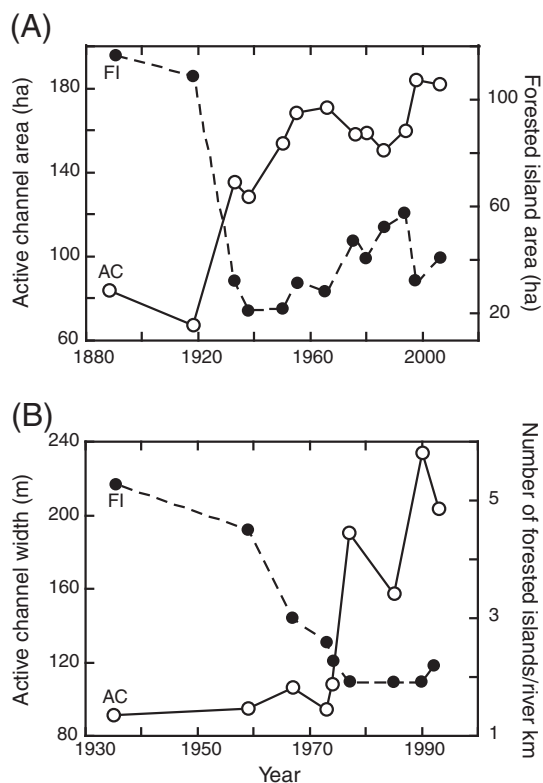 (A)
Active channel area (ha)
180
140
100
60
FI
AC
100
60
20
Forested island area (ha)
1880
1920
1960
2000
(B)
Active channel width (m)
240
200
160
120
80
FI
AC
5
3
1
Number of forested islands/river km
1930
1950
1970
1990
Year